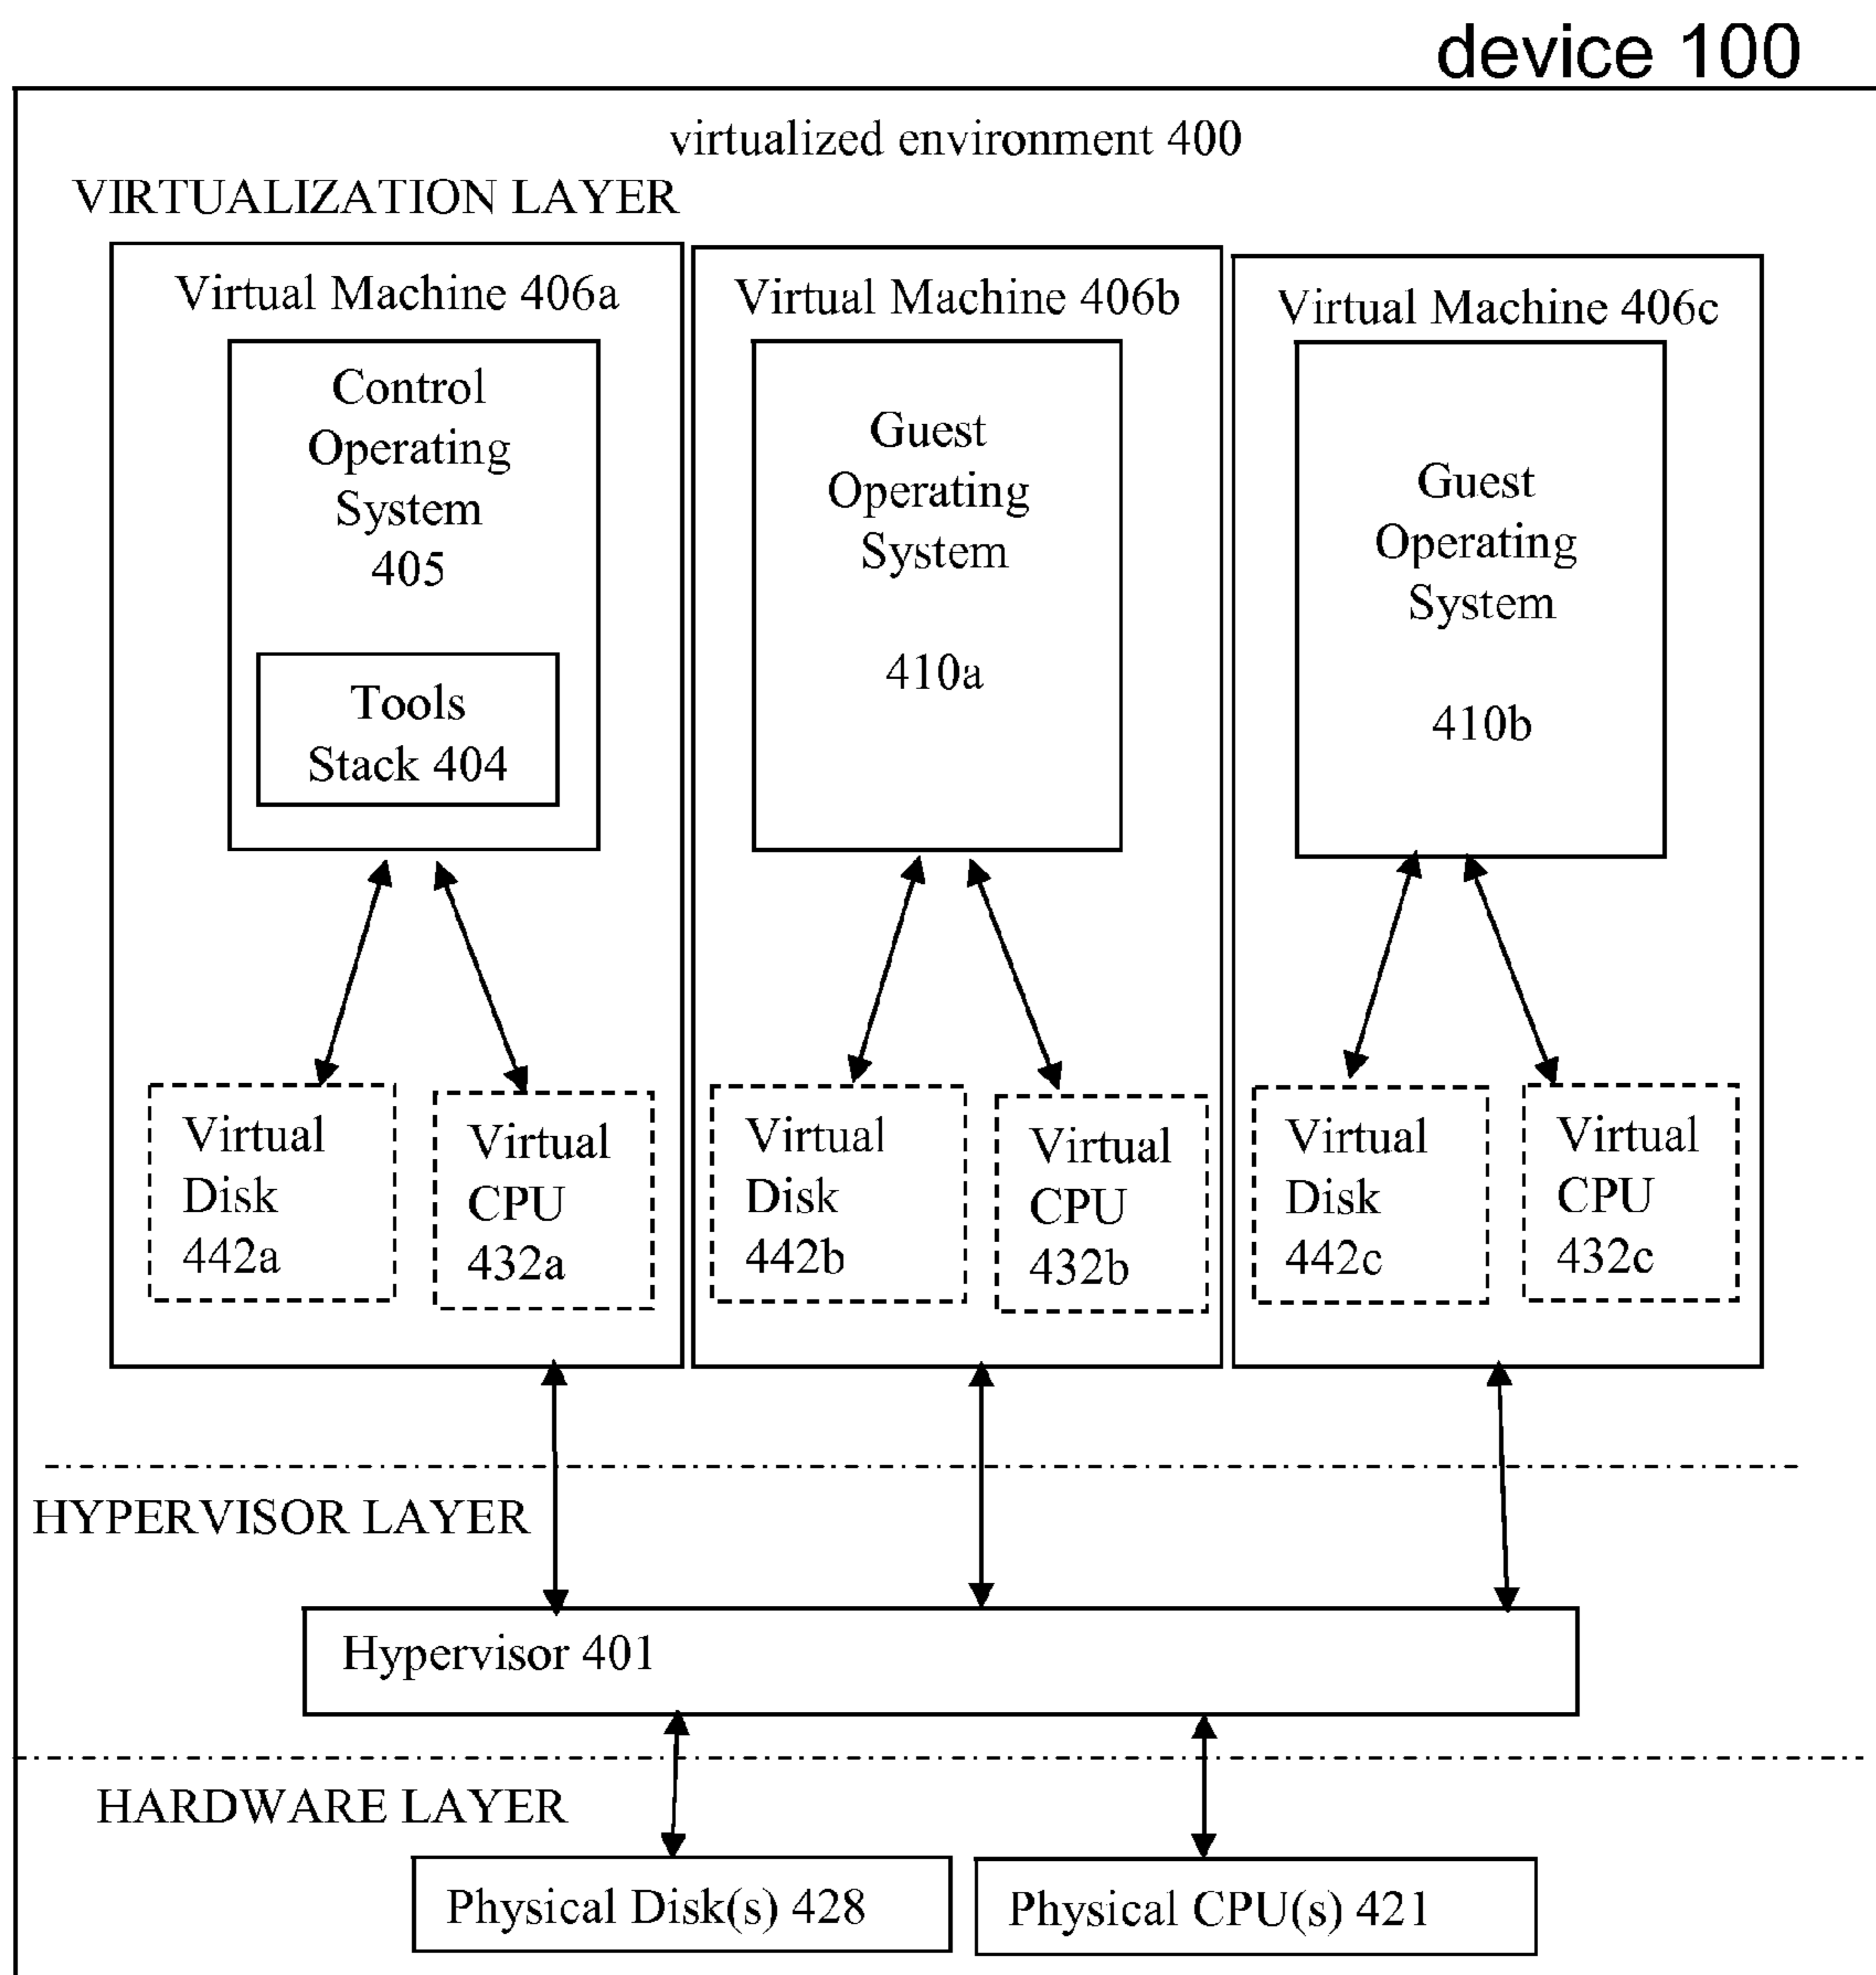 device 100
virtualized environment 400
VIRTUALIZATION LAYER
Virtual Machine 406a
Control
Operating
System
405
Tools
Stack 404
Virtual
Disk
442a
Virtual
CPU
432a
Virtual Machine 406b
Guest
Operating
System
410a
Virtual
Disk
442b
Virtual
CPU
432b
Virtual Machine 406c
Guest
Operating
System
410b
Virtual
Disk
442c
Virtual
CPU
432c
HYPERVISOR LAYER
Hypervisor 401
HARDWARE LAYER
Physical Disk(s) 428
Physical CPU(s) 421